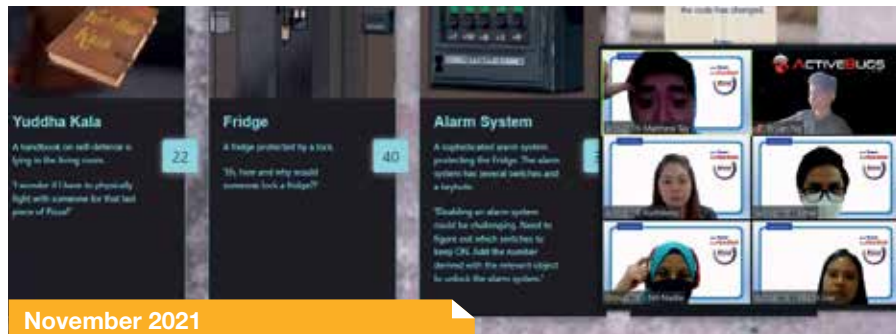 the code has changed.
Yuddha Kala
A handbook on self-defense is
lying in the living room.
"I wonder if I have to physically
fight with someone for that last
piece of Pizza?"
22
Fridge
A fridge protected by a lock.
"Eh, how and why would
someone lock a fridge?!"
40
Alarm System
A sophisticated alarm system
protecting the Fridge. The alarm
system has several switches and
a keyhole.
"Disabling an alarm system
could be challenging. Need to
figure out which switches to
keep ON. Add the number
derived with the relevant object
to unlock the alarm system."
ACTIVEBUGS
November 2021